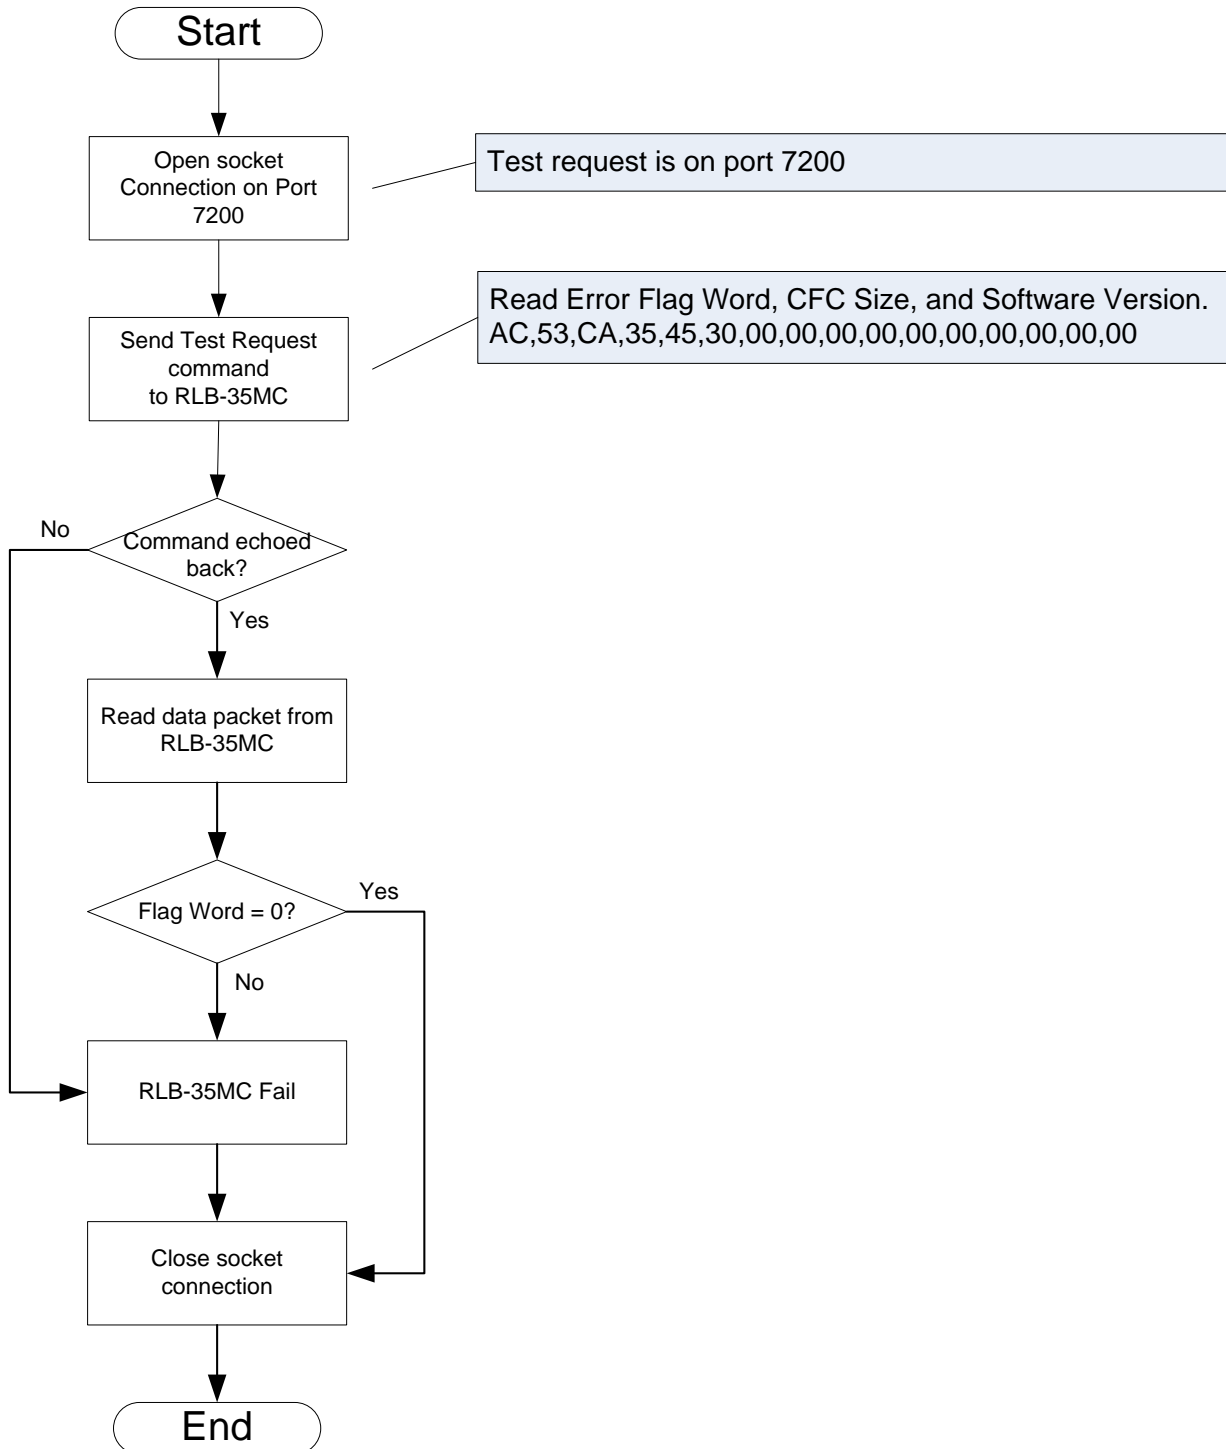 Start
Open socket
Connection on Port
7200
Test request is on port 7200
Send Test Request
command
to RLB-35MC
Read Error Flag Word, CFC Size, and Software Version.
AC,53,CA,35,45,30,00,00,00,00,00,00,00,00,00,00
No
Command echoed
back?
Yes
Read data packet from
RLB-35MC
Yes
Flag Word = 0?
No
RLB-35MC Fail
Close socket
connection
End